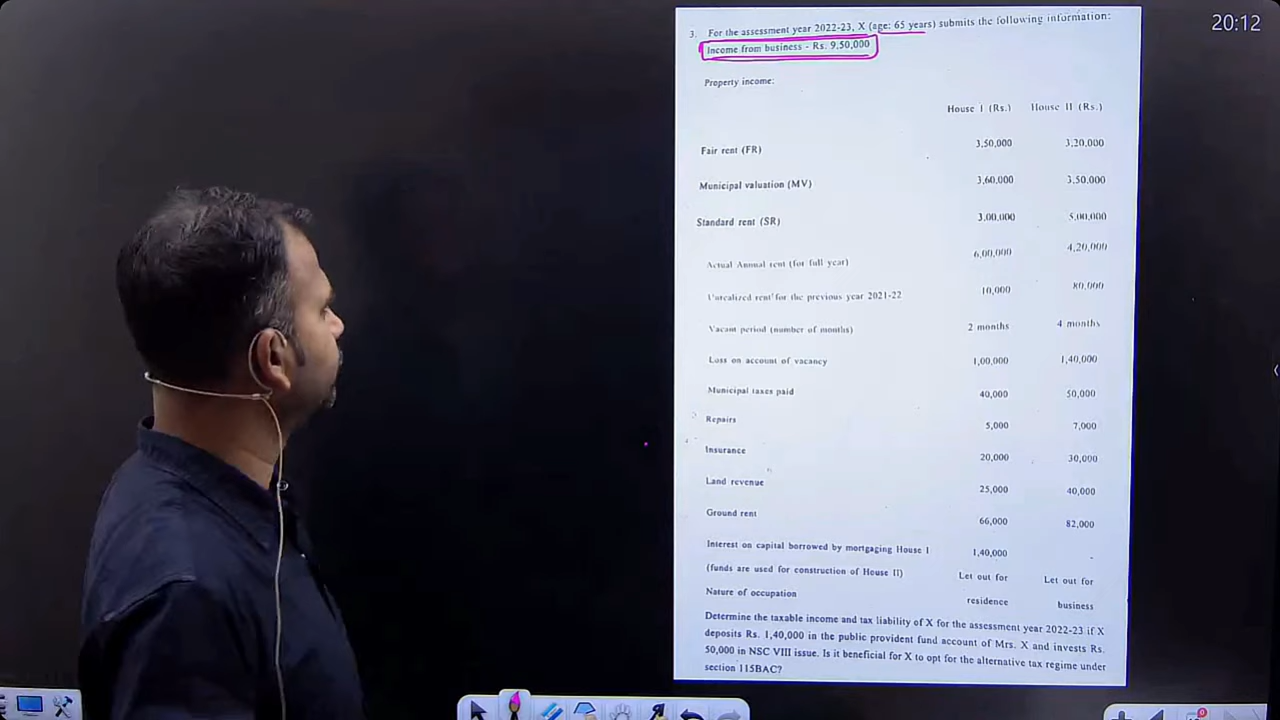 20:12
3. For the assessment year 2022-23, X (age: 65 years) submits the following information:
Income from business - Rs. 9,50,000
Property income:
House I (Rs.) House II (Rs.)
Fair rent (FR) 3,50,000 3,20,000
Municipal valuation (MV) 3,60,000 3,50,000
Standard rent (SR) 3,00,000 5,00,000
Actual Annual rent (for full year) 6,00,000 4,20,000
Unrealized rent for the previous year 2021-22 10,000 80,000
Vacant period (number of months) 2 months 4 months
Loss on account of vacancy 1,00,000 1,40,000
Municipal taxes paid 40,000 50,000
Repairs 5,000 7,000
Insurance 20,000 30,000
Land revenue 25,000 40,000
Ground rent 66,000 82,000
Interest on capital borrowed by mortgaging House I 1,40,000 -
(funds are used for construction of House II) Let out for Let out for
Nature of occupation residence business
Determine the taxable income and tax liability of X for the assessment year 2022-23 if X
deposits Rs. 1,40,000 in the public provident fund account of Mrs. X and invests Rs.
50,000 in NSC VIII issue. Is it beneficial for X to opt for the alternative tax regime under
section 115BAC?